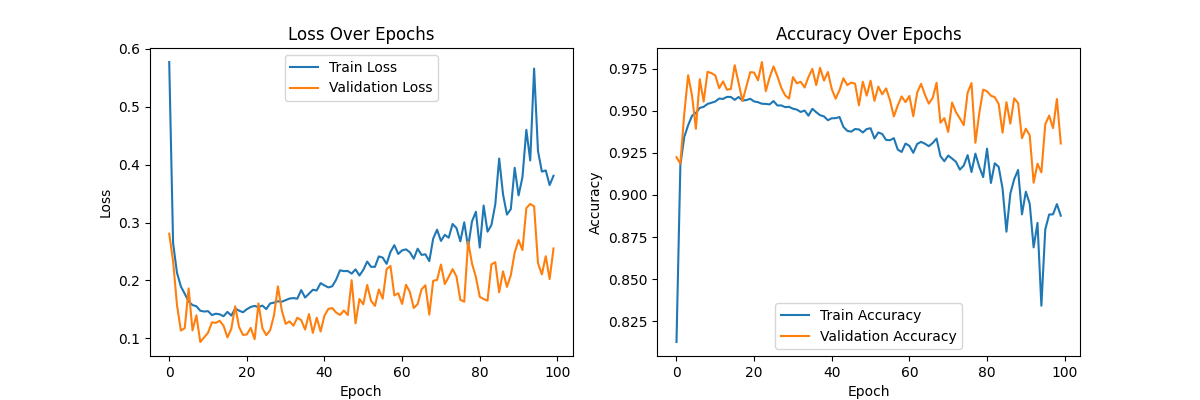 Loss Over Epochs
Train Loss
Validation Loss
Loss
0.6
0.5
0.4
0.3
0.2
0.1
0
20
40
60
80
100
Epoch
Accuracy Over Epochs
Accuracy
0.975
0.950
0.925
0.900
0.875
0.850
0.825
Train Accuracy
Validation Accuracy
0
20
40
60
80
100
Epoch